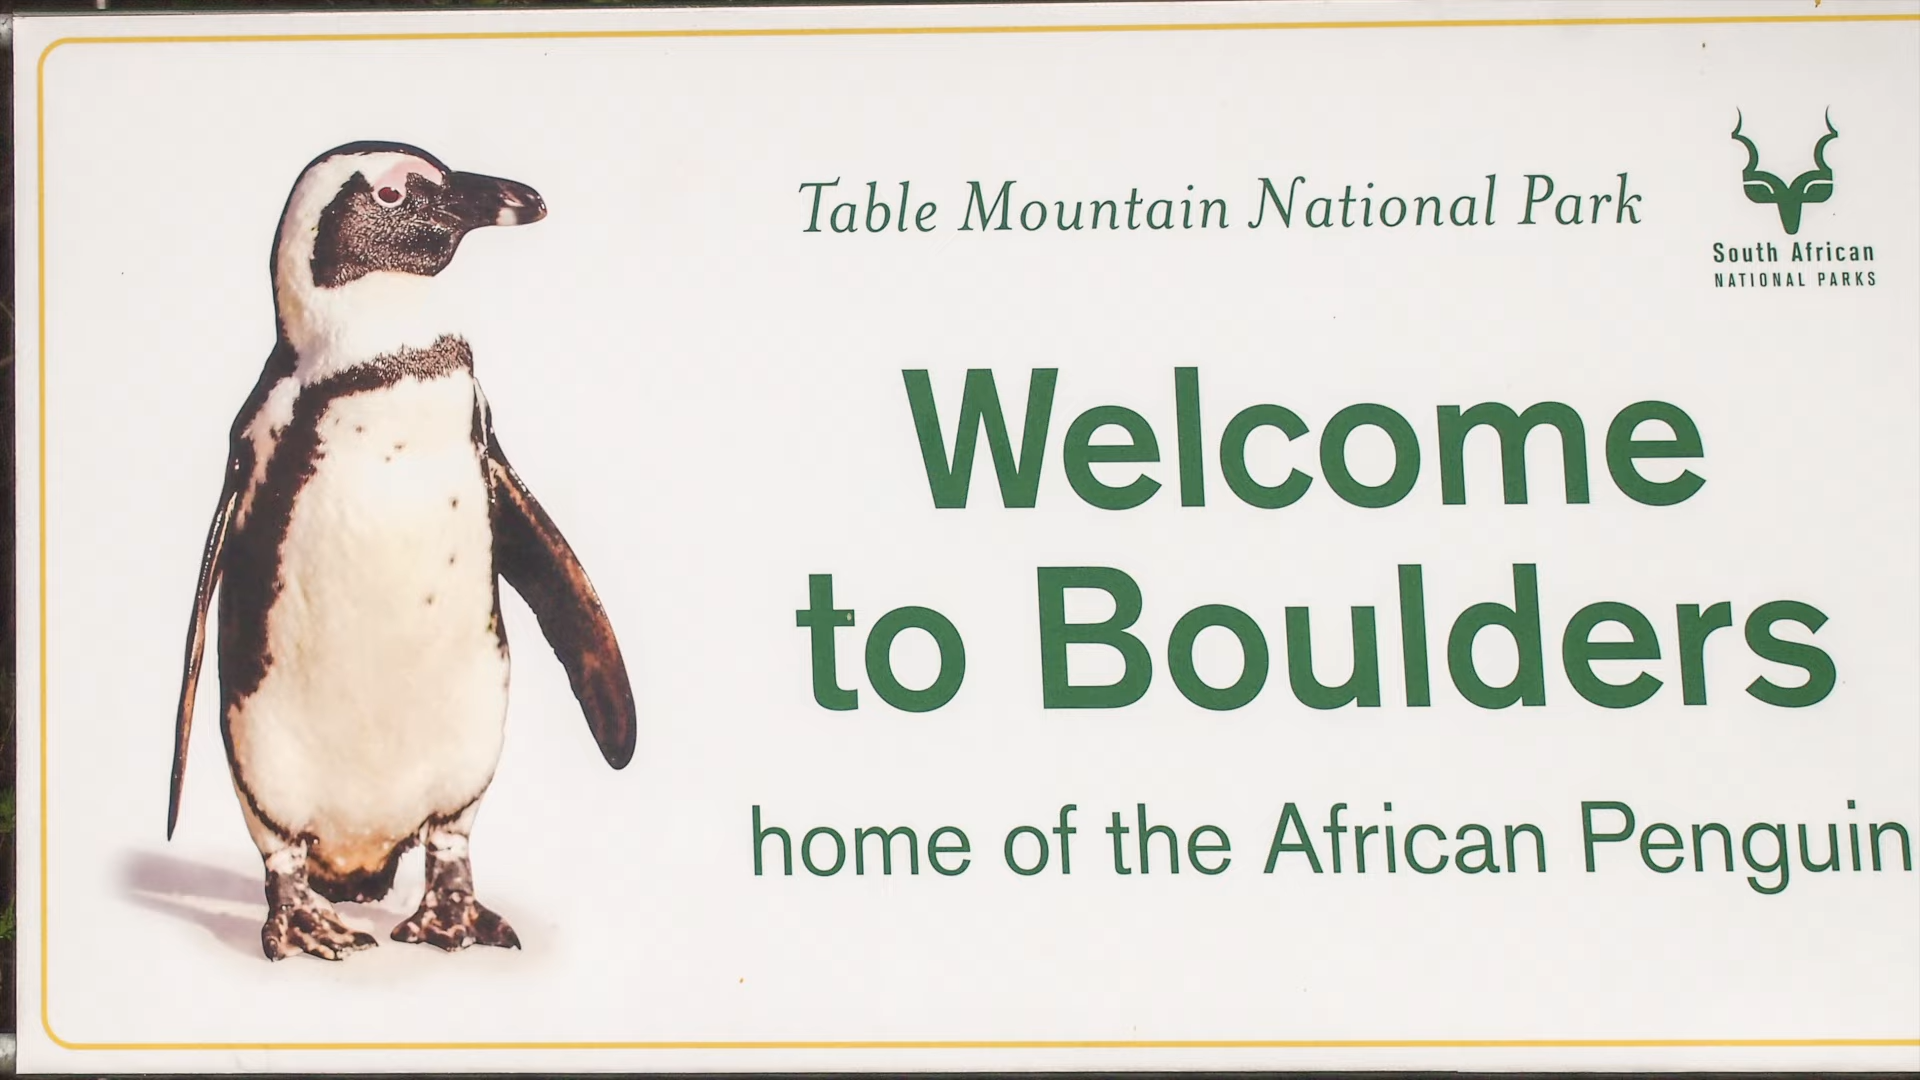 Table Mountain National Park
South African
NATIONAL PARKS
Welcome
to Boulders
home of the African Penguin